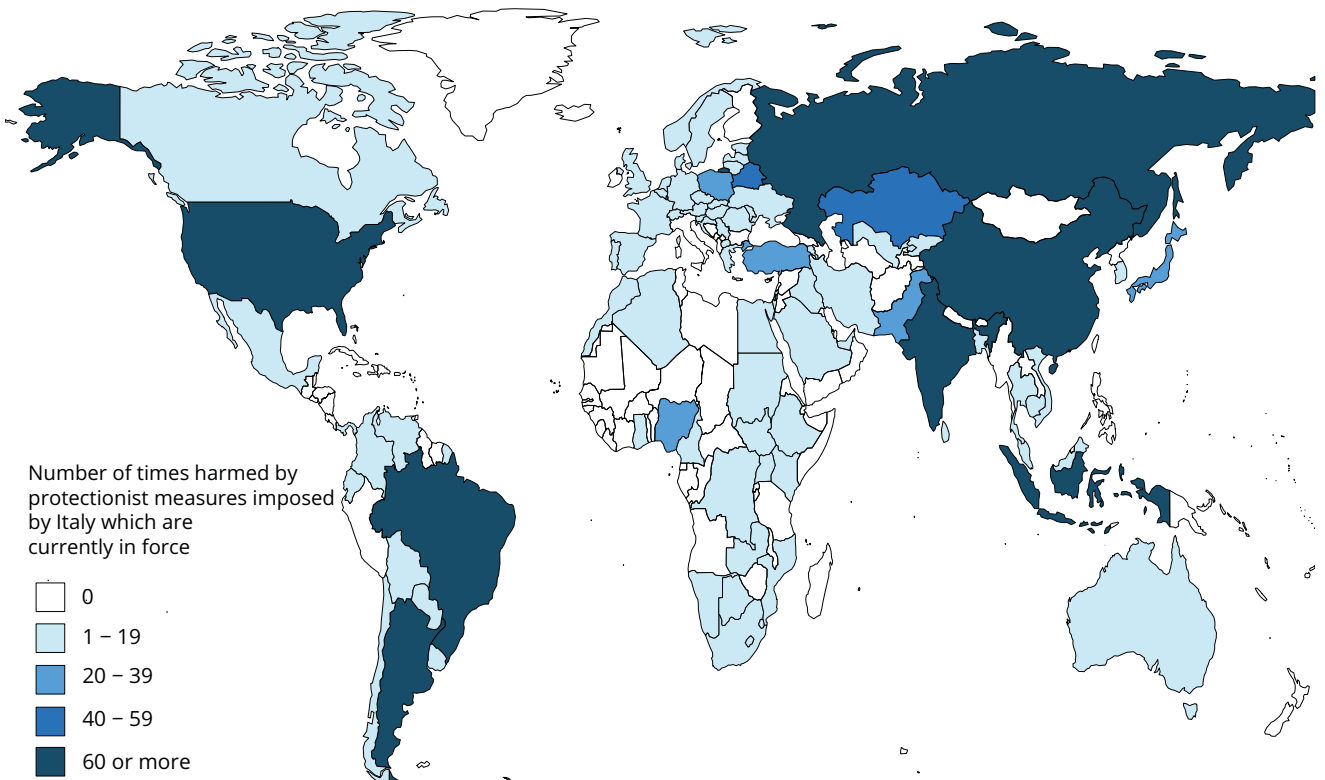 Number of times harmed by
protectionist measures imposed
by Italy which are
currently in force
0
1 − 19
20 − 39
40 − 59
60 or more